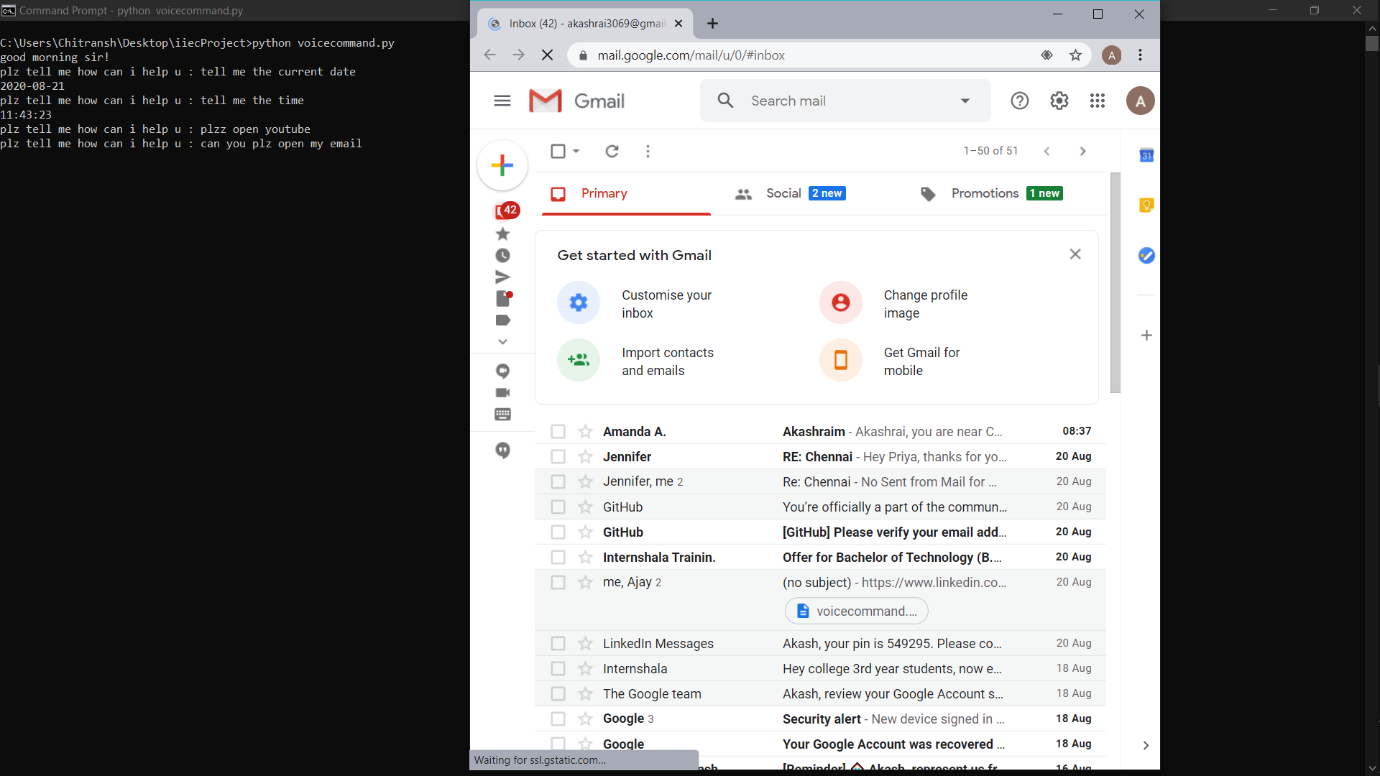 Command Prompt - python voicecommand.py
C:\Users\Chitransh\Desktop\iiecProject>python voicecommand.py
good morning sir!
plz tell me how can i help u : tell me the current date
2020-08-21
plz tell me how can i help u : tell me the time
11:43:23
plz tell me how can i help u : plzz open youtube
plz tell me how can i help u : can you plz open my email
Inbox (42) - akashrai3069@gmai
mail.google.com/mail/u/0/#inbox
A
Gmail
Search mail
A
1–50 of 51
31
Primary
Social 2 new
Promotions 1 new
42
Get started with Gmail
Customise your
inbox
Change profile
image
Import contacts
and emails
Get Gmail for
mobile
Amanda A. Akashraim - Akashrai, you are near C... 08:37
Jennifer RE: Chennai - Hey Priya, thanks for yo... 20 Aug
Jennifer, me 2 Re: Chennai - No Sent from Mail for ... 20 Aug
GitHub You're officially a part of the commun... 20 Aug
GitHub [GitHub] Please verify your email add... 20 Aug
Internshala Trainin. Offer for Bachelor of Technology (B.... 20 Aug
me, Ajay 2 (no subject) - https://www.linkedin.co... 20 Aug
voicecommand....
LinkedIn Messages Akash, your pin is 549295. Please co... 20 Aug
Internshala Hey college 3rd year students, now e... 18 Aug
The Google team Akash, review your Google Account s... 18 Aug
Google 3 Security alert - New device signed in ... 18 Aug
Google Your Google Account was recovered ... 18 Aug
[Reminder] Akash, represent us fr 16 Aug
Waiting for ssl.gstatic.com...